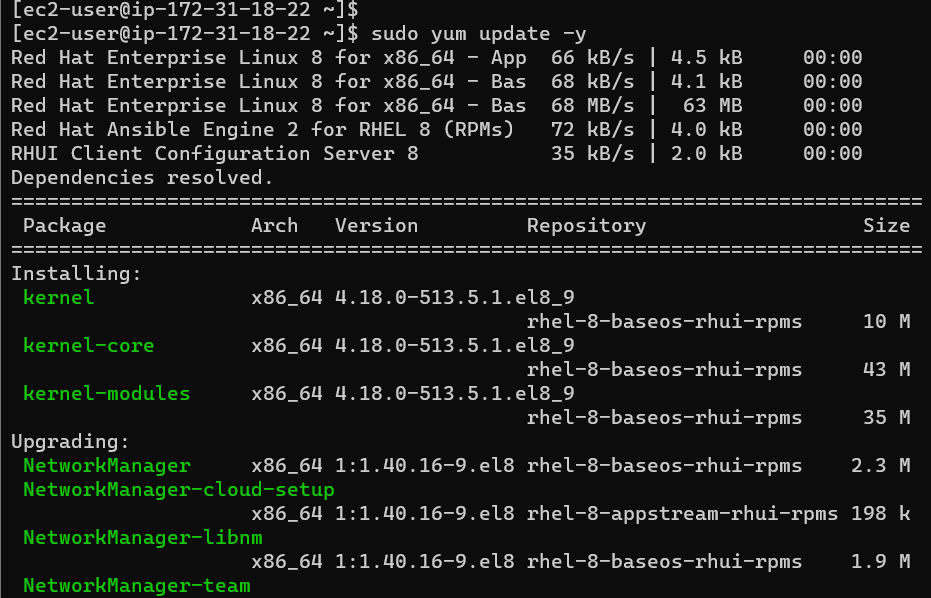 [ec2-user@ip-172-31-18-22 ~]$
[ec2-user@ip-172-31-18-22 ~]$ sudo yum update -y
Red Hat Enterprise Linux 8 for x86_64 - App  66 kB/s | 4.5 kB     00:00
Red Hat Enterprise Linux 8 for x86_64 - Bas  68 kB/s | 4.1 kB     00:00
Red Hat Enterprise Linux 8 for x86_64 - Bas  68 MB/s |  63 MB     00:00
Red Hat Ansible Engine 2 for RHEL 8 (RPMs)   72 kB/s | 4.0 kB     00:00
RHUI Client Configuration Server 8           35 kB/s | 2.0 kB     00:00
Dependencies resolved.
============================================================================
 Package            Arch   Version         Repository                  Size
============================================================================
Installing:
 kernel             x86_64 4.18.0-513.5.1.el8_9
                                           rhel-8-baseos-rhui-rpms     10 M
 kernel-core        x86_64 4.18.0-513.5.1.el8_9
                                           rhel-8-baseos-rhui-rpms     43 M
 kernel-modules     x86_64 4.18.0-513.5.1.el8_9
                                           rhel-8-baseos-rhui-rpms     35 M
Upgrading:
 NetworkManager     x86_64 1:1.40.16-9.el8 rhel-8-baseos-rhui-rpms    2.3 M
 NetworkManager-cloud-setup
                    x86_64 1:1.40.16-9.el8 rhel-8-appstream-rhui-rpms 198 k
 NetworkManager-libnm
                    x86_64 1:1.40.16-9.el8 rhel-8-baseos-rhui-rpms    1.9 M
 NetworkManager-team